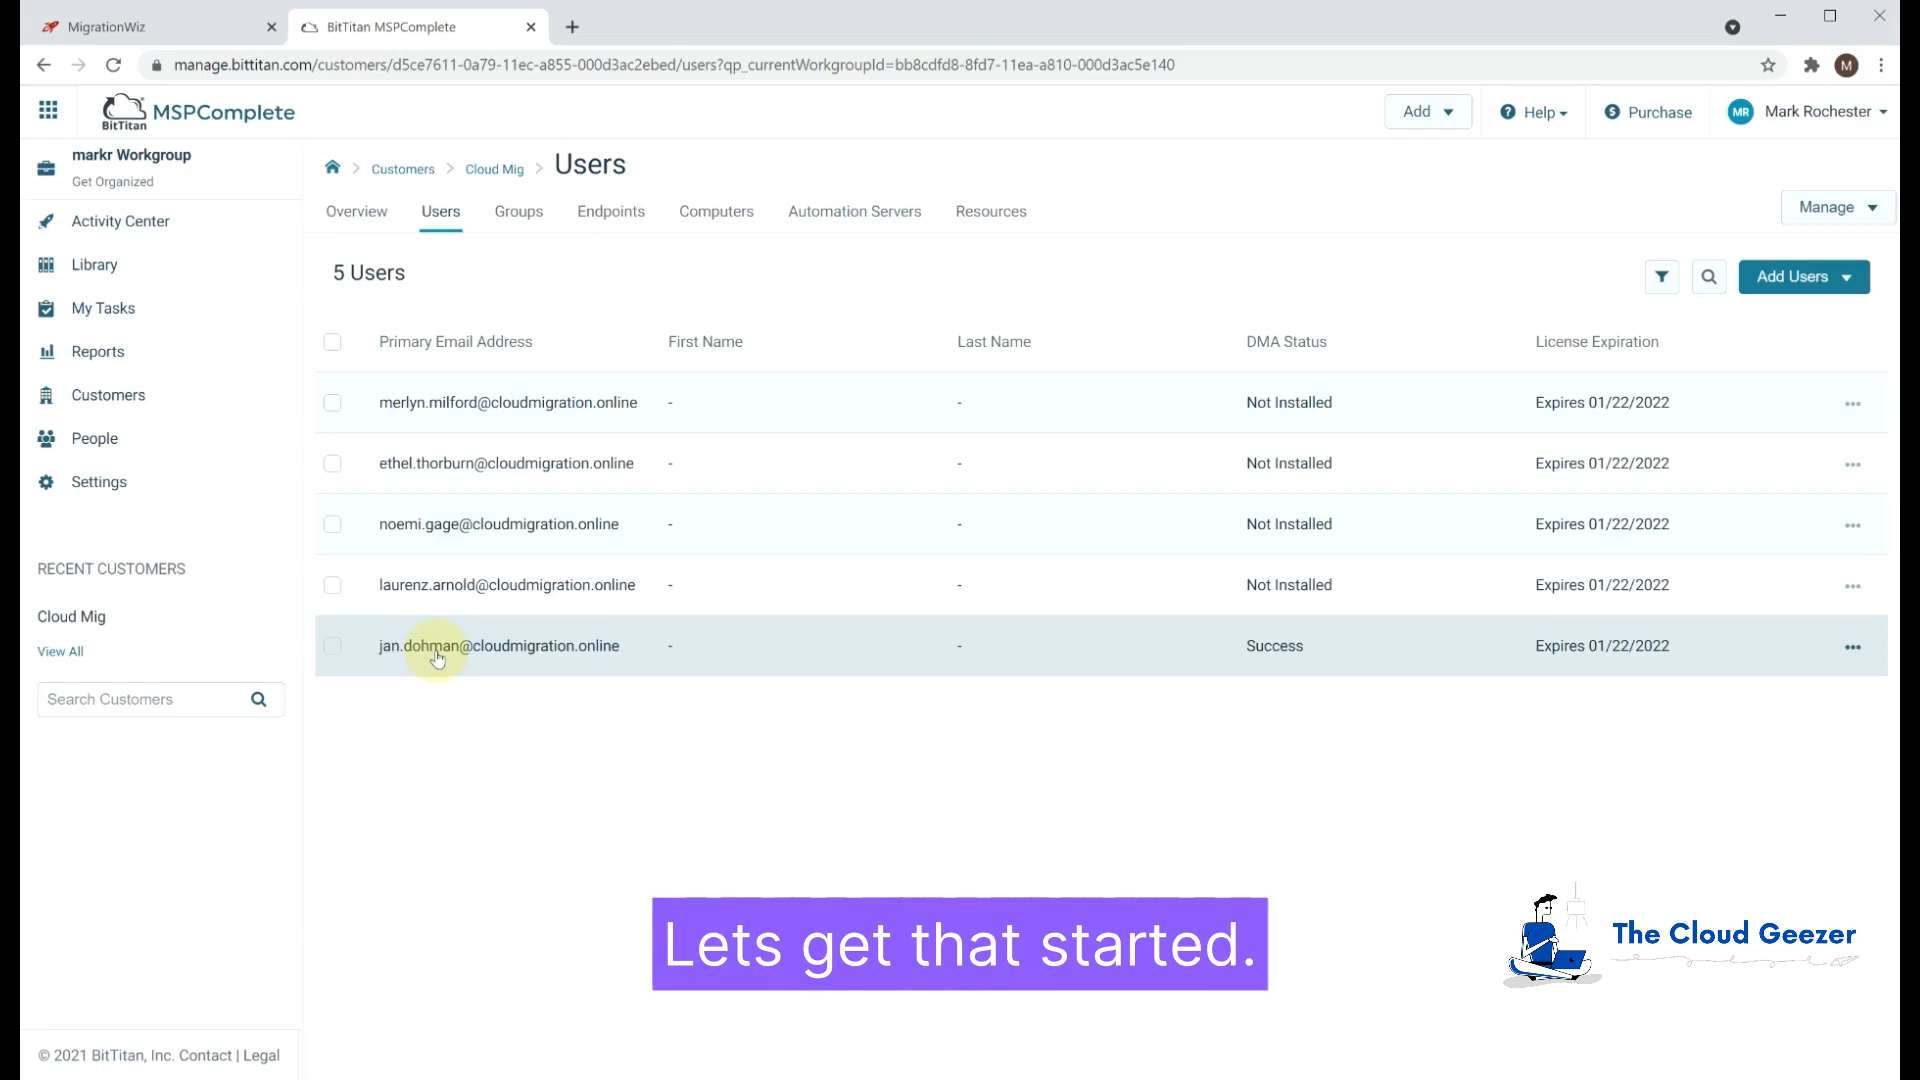 MigrationWiz
BitTitan MSPComplete
manage.bittitan.com/customers/d5ce7611-0a79-11ec-a855-000d3ac2ebed/users?qp_currentWorkgroupId=bb8cdfd8-8fd7-11ea-a810-000d3ac5e140
M
BitTitan MSPComplete
Add
Help
Purchase
MR Mark Rochester
markr Workgroup
Get Organized
Activity Center
Library
My Tasks
Reports
Customers
People
Settings
RECENT CUSTOMERS
Cloud Mig
View All
Search Customers
© 2021 BitTitan, Inc. Contact | Legal
Customers > Cloud Mig > Users
Overview Users Groups Endpoints Computers Automation Servers Resources
Manage
5 Users
Add Users
Primary Email Address First Name Last Name DMA Status License Expiration
merlyn.milford@cloudmigration.online - - Not Installed Expires 01/22/2022
ethel.thorburn@cloudmigration.online - - Not Installed Expires 01/22/2022
noemi.gage@cloudmigration.online - - Not Installed Expires 01/22/2022
laurenz.arnold@cloudmigration.online - - Not Installed Expires 01/22/2022
jan.dohman@cloudmigration.online - - Success Expires 01/22/2022
Lets get that started.
The Cloud Geezer